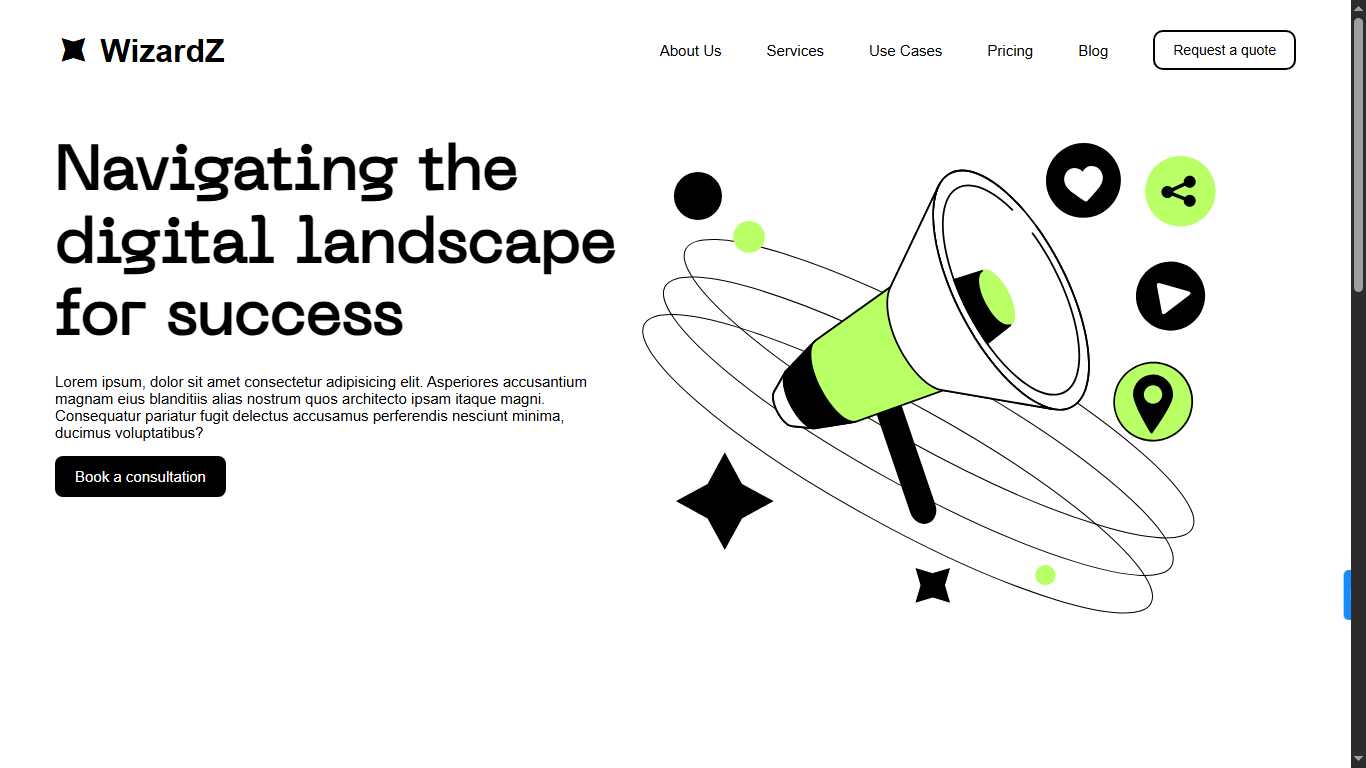 WizardZ
About Us
Services
Use Cases
Pricing
Blog
Request a quote
Navigating the
digital landscape
for success
Lorem ipsum, dolor sit amet consectetur adipisicing elit. Asperiores accusantium
magnam eius blanditiis alias nostrum quos architecto ipsam itaque magni.
Consequatur pariatur fugit delectus accusamus perferendis nesciunt minima,
ducimus voluptatibus?
Book a consultation